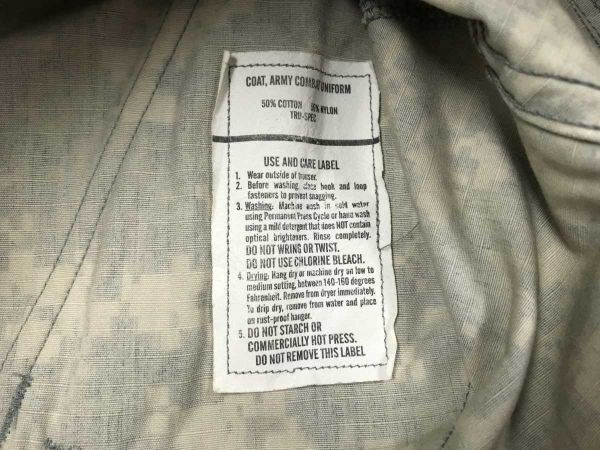 COAT, ARMY COMBAT UNIFORM
50% COTTON 50% NYLON
TRU-SPEC
USE AND CARE LABEL
1. Wear outside of trouser.
2. Before washing close hook and loop
fasteners to prevent snagging.
3. Washing: Machine wash in cold water
using Permanent Press Cycle or hand wash
using a mild detergent that does NOT contain
optical brighteners. Rinse completely.
DO NOT WRING OR TWIST.
DO NOT USE CHLORINE BLEACH.
4. Drying: Hang dry or machine dry on low to
medium setting, between 140-160 degrees
Fahrenheit. Remove from dryer immediately.
To drip dry, remove from water and place
on rust-proof hanger.
5. DO NOT STARCH OR
COMMERCIALLY HOT PRESS.
DO NOT REMOVE THIS LABEL